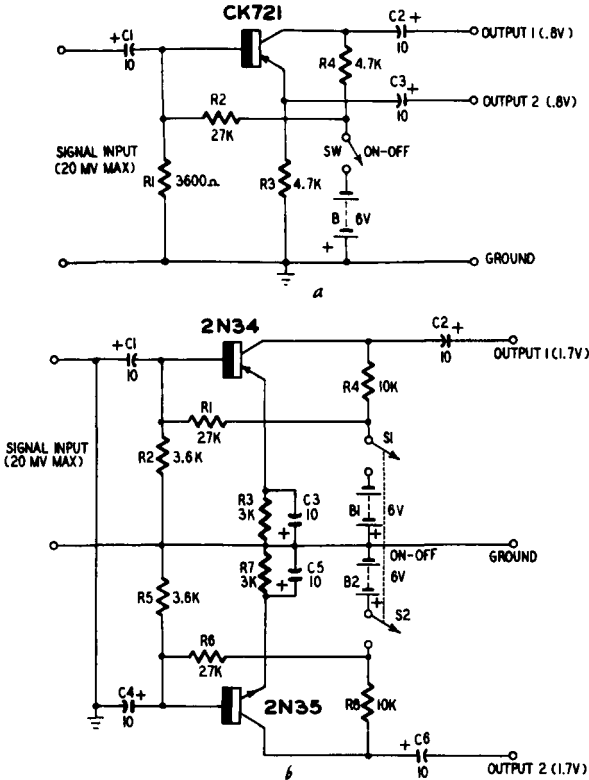 CK721
+ C1
10
C2 +
10
OUTPUT 1 (.8V)
R4 4.7K
C3
+
10
OUTPUT 2 (.8V)
R2
27K
SIGNAL INPUT
(20 MV MAX)
R1 3600Ω
R3 4.7K
SW ON-OFF
B 6V
+
GROUND
a
2N34
+ C1
10
C2 +
10
OUTPUT 1 (1.7V)
R4 10K
R1
27K
S1
SIGNAL INPUT
(20 MV MAX)
R2 3.6K
R3
3K
C3
10
+
B1 6V
+
ON-OFF
GROUND
R7
3K
C5
10
+
B2 6V
+
S2
R5 3.6K
R6
27K
C4 +
10
2N35
R8 10K
+ C6
10
OUTPUT 2 (1.7V)
b